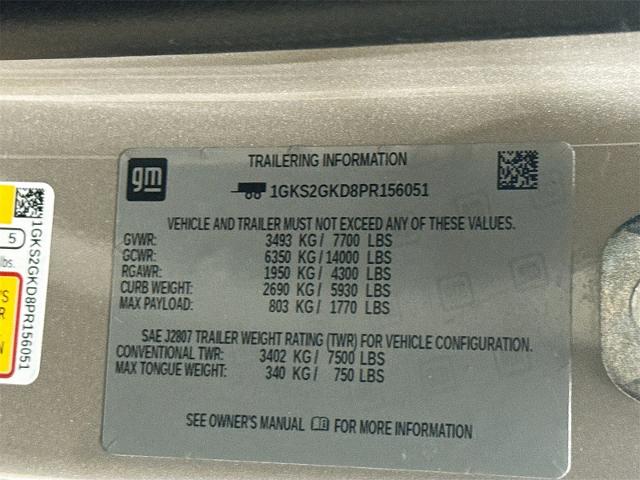 gm
TRAILERING INFORMATION
1GKS2GKD8PR156051
VEHICLE AND TRAILER MUST NOT EXCEED ANY OF THESE VALUES.
GVWR: 3493 KG / 7700 LBS
GCWR: 6350 KG / 14000 LBS
RGAWR: 1950 KG / 4300 LBS
CURB WEIGHT: 2690 KG / 5930 LBS
MAX PAYLOAD: 803 KG / 1770 LBS
SAE J2807 TRAILER WEIGHT RATING (TWR) FOR VEHICLE CONFIGURATION.
CONVENTIONAL TWR: 3402 KG / 7500 LBS
MAX TONGUE WEIGHT: 340 KG / 750 LBS
SEE OWNER'S MANUAL FOR MORE INFORMATION
1GKS2GKD8PR156051
5
lbs.
'S
R
N